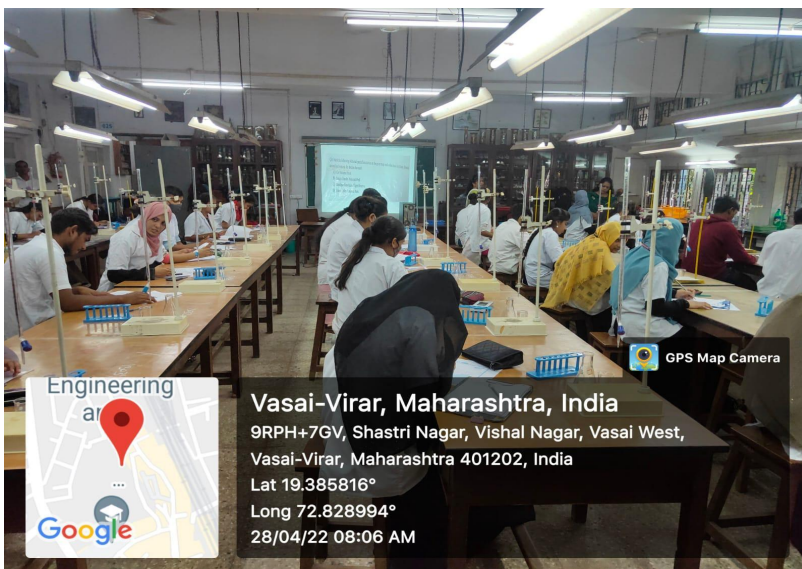 GPS Map Camera
Engineering
Google
Vasai-Virar, Maharashtra, India
9RPH+7GV, Shastri Nagar, Vishal Nagar, Vasai West,
Vasai-Virar, Maharashtra 401202, India
Lat 19.385816°
Long 72.828994°
28/04/22 08:06 AM